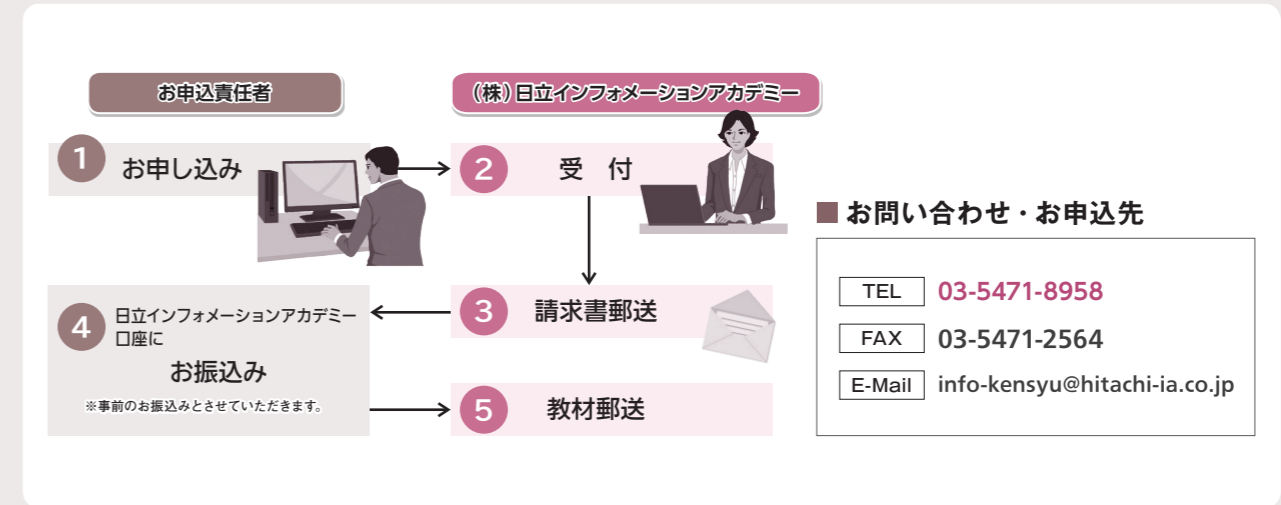 お申込責任者
(株)日立インフォメーションアカデミー
1 お申し込み
2 受 付
3 請求書郵送
4 日立インフォメーションアカデミー
口座に
お振込み
※事前のお振込みとさせていただきます。
5 教材郵送
■ お問い合わせ・お申込先
TEL 03-5471-8958
FAX 03-5471-2564
E-Mail info-kensyu@hitachi-ia.co.jp